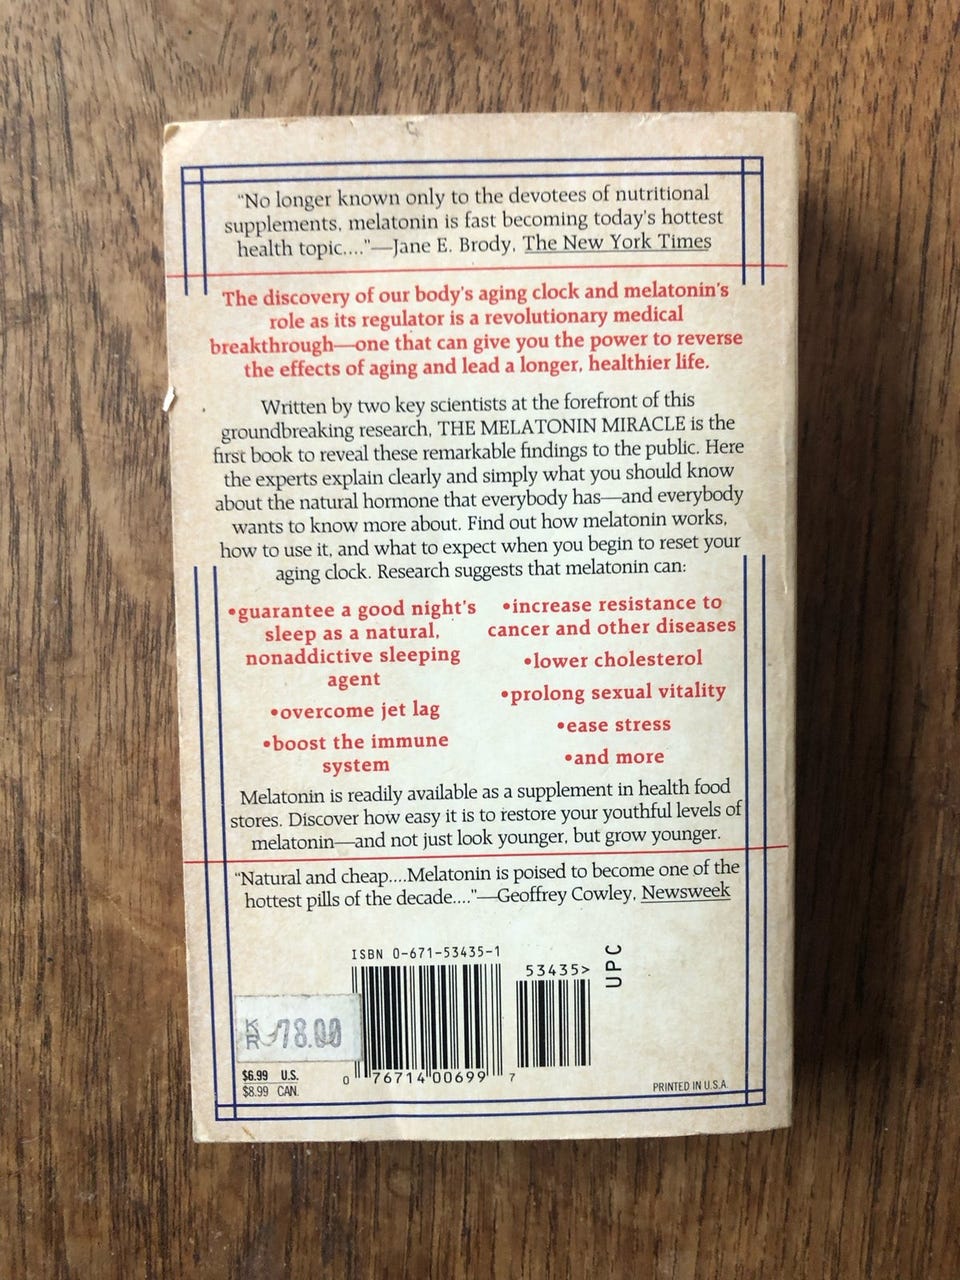 "No longer known only to the devotees of nutritional
supplements, melatonin is fast becoming today's hottest
health topic...."—Jane E. Brody, The New York Times
The discovery of our body's aging clock and melatonin's
role as its regulator is a revolutionary medical
breakthrough—one that can give you the power to reverse
the effects of aging and lead a longer, healthier life.
Written by two key scientists at the forefront of this
groundbreaking research, THE MELATONIN MIRACLE is the
first book to reveal these remarkable findings to the public. Here
the experts explain clearly and simply what you should know
about the natural hormone that everybody has—and everybody
wants to know more about. Find out how melatonin works,
how to use it, and what to expect when you begin to reset your
aging clock. Research suggests that melatonin can:
•guarantee a good night's
sleep as a natural,
nonaddictive sleeping
agent
•overcome jet lag
•boost the immune
system
•increase resistance to
cancer and other diseases
•lower cholesterol
•prolong sexual vitality
•ease stress
•and more
Melatonin is readily available as a supplement in health food
stores. Discover how easy it is to restore your youthful levels of
melatonin—and not just look younger, but grow younger.
"Natural and cheap....Melatonin is poised to become one of the
hottest pills of the decade...."—Geoffrey Cowley, Newsweek
ISBN 0-671-53435-1
53435>
UPC
KR 78.00
$6.99 U.S.
$8.99 CAN.
0 76714 00699 7
PRINTED IN U.S.A.